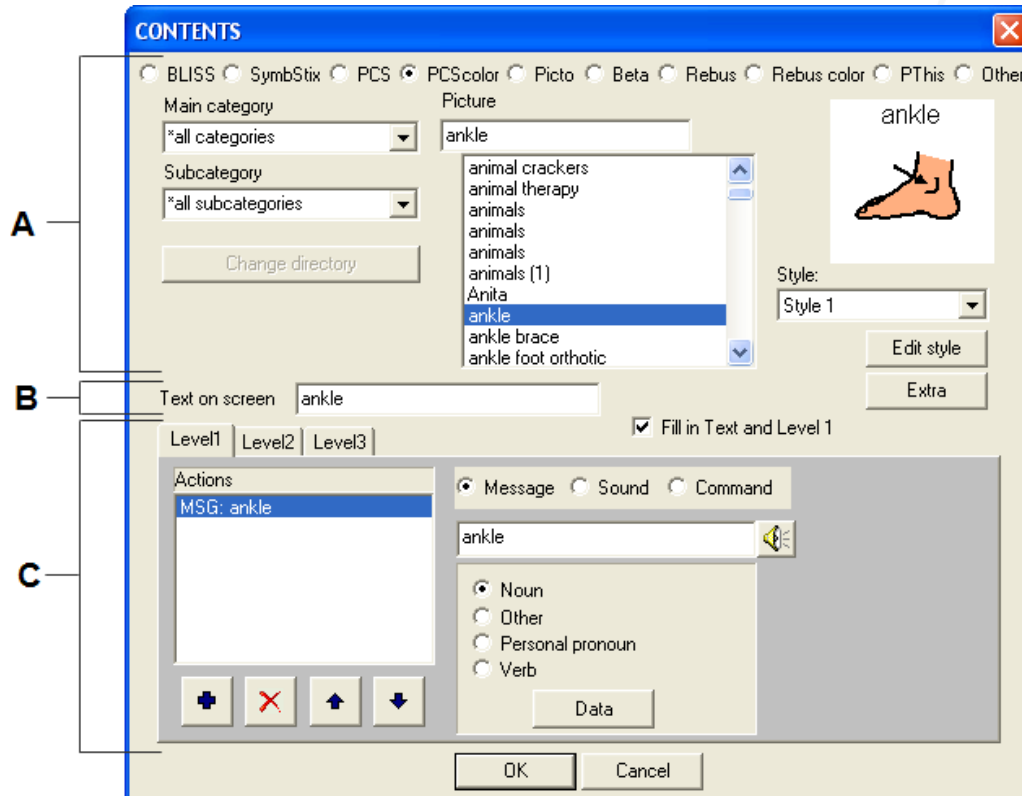 CONTENTS
BLISS SymbStix PCS PCScolor Picto Beta Rebus Rebus color PThis Other
Main category
*all categories
Subcategory
*all subcategories
Change directory
Picture
ankle
animal crackers
animal therapy
animals
animals
animals
animals (1)
Anita
ankle
ankle brace
ankle foot orthotic
ankle
Style:
Style 1
Edit style
Extra
A
B
Text on screen ankle
Fill in Text and Level 1
C
Level1 Level2 Level3
Actions
MSG: ankle
Message Sound Command
ankle
Noun
Other
Personal pronoun
Verb
Data
OK Cancel